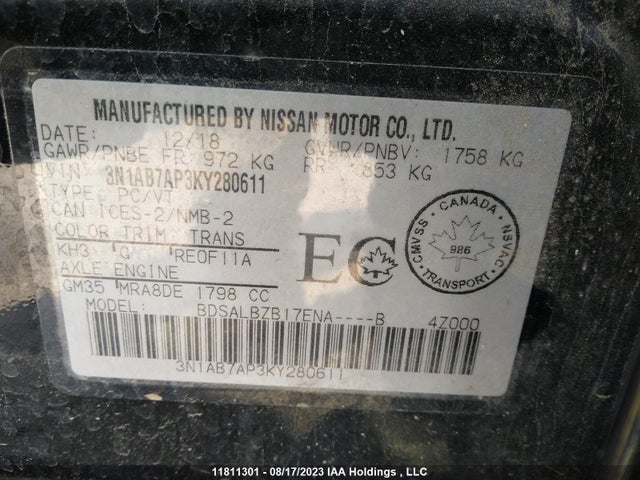 MANUFACTURED BY NISSAN MOTOR CO., LTD.
DATE: 12/18 GVWR/PNBV: 1758 KG
GAWR/PNBE FR 972 KG RR 853 KG
VIN: 3N1AB7AP3KY280611
TYPE: PC/VT
CAN ICES-2/NMB-2
COLOR TRIM TRANS
KH3 G RE0F11A
AXLE ENGINE
GM35 MRA8DE 1798 CC
EC
CMVSS - CANADA - NSVAC
986
TRANSPORT
MODEL: BDSALBZB17ENA----B 4Z000
3N1AB7AP3KY280611
11811301 - 08/17/2023 IAA Holdings , LLC